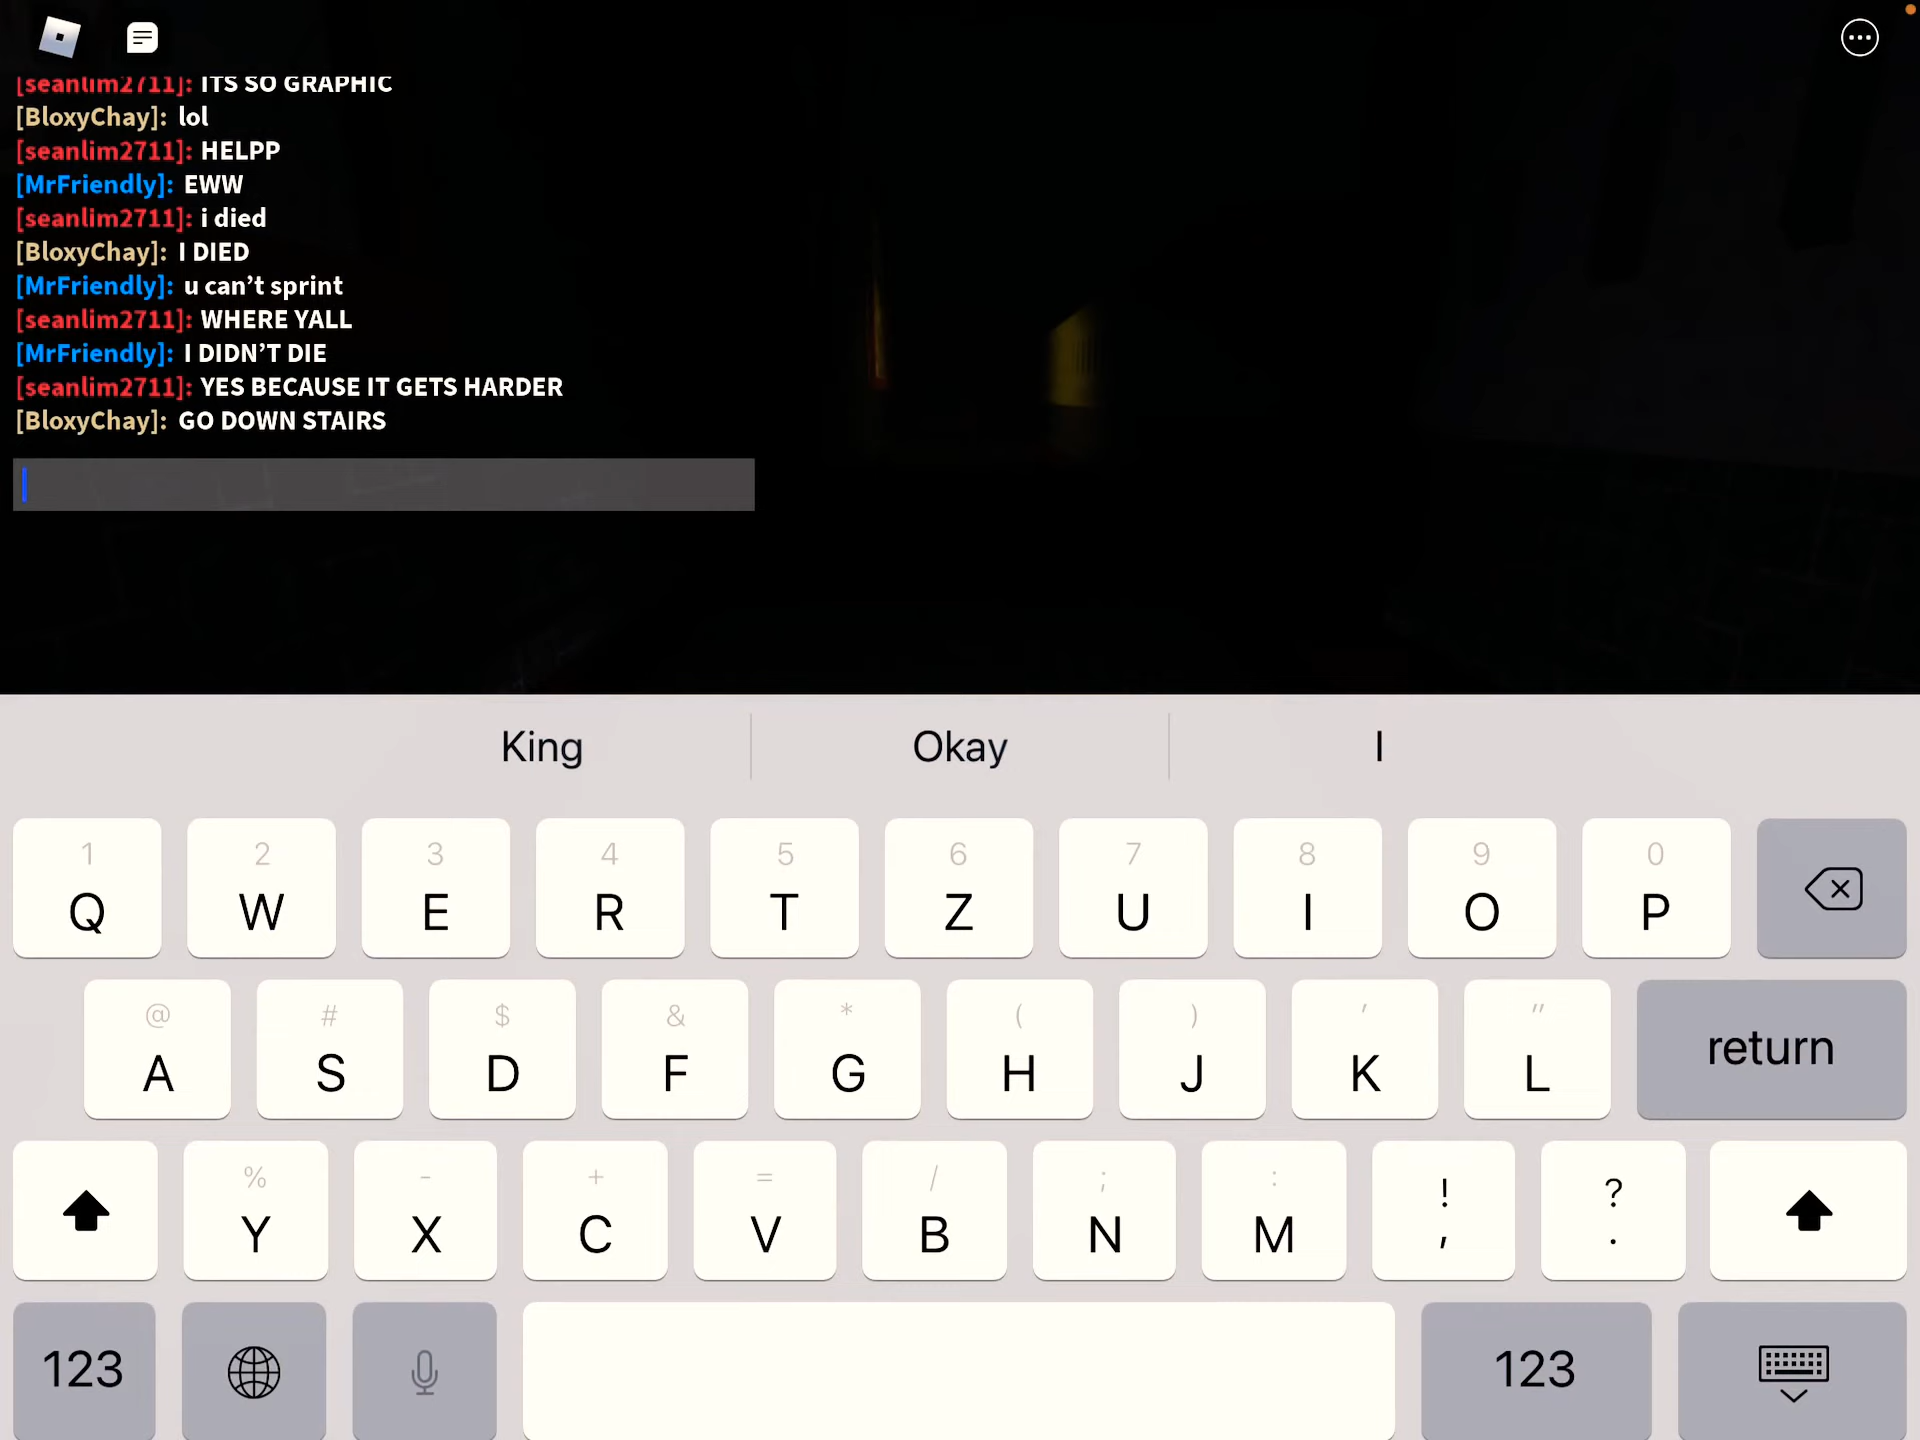 [seanlim2711]: ITS SO GRAPHIC
[BloxyChay]: lol
[seanlim2711]: HELPP
[MrFriendly]: EWW
[seanlim2711]: i died
[BloxyChay]: I DIED
[MrFriendly]: u can’t sprint
[seanlim2711]: WHERE YALL
[MrFriendly]: I DIDN’T DIE
[seanlim2711]: YES BECAUSE IT GETS HARDER
[BloxyChay]: GO DOWN STAIRS
King Okay I
1 2 3 4 5 6 7 8 9 0
Q W E R T Z U I O P
@ # $ & * ( ) ' "
A S D F G H J K L return
% - + = / ; : ! ?
Y X C V B N M , .
123 123